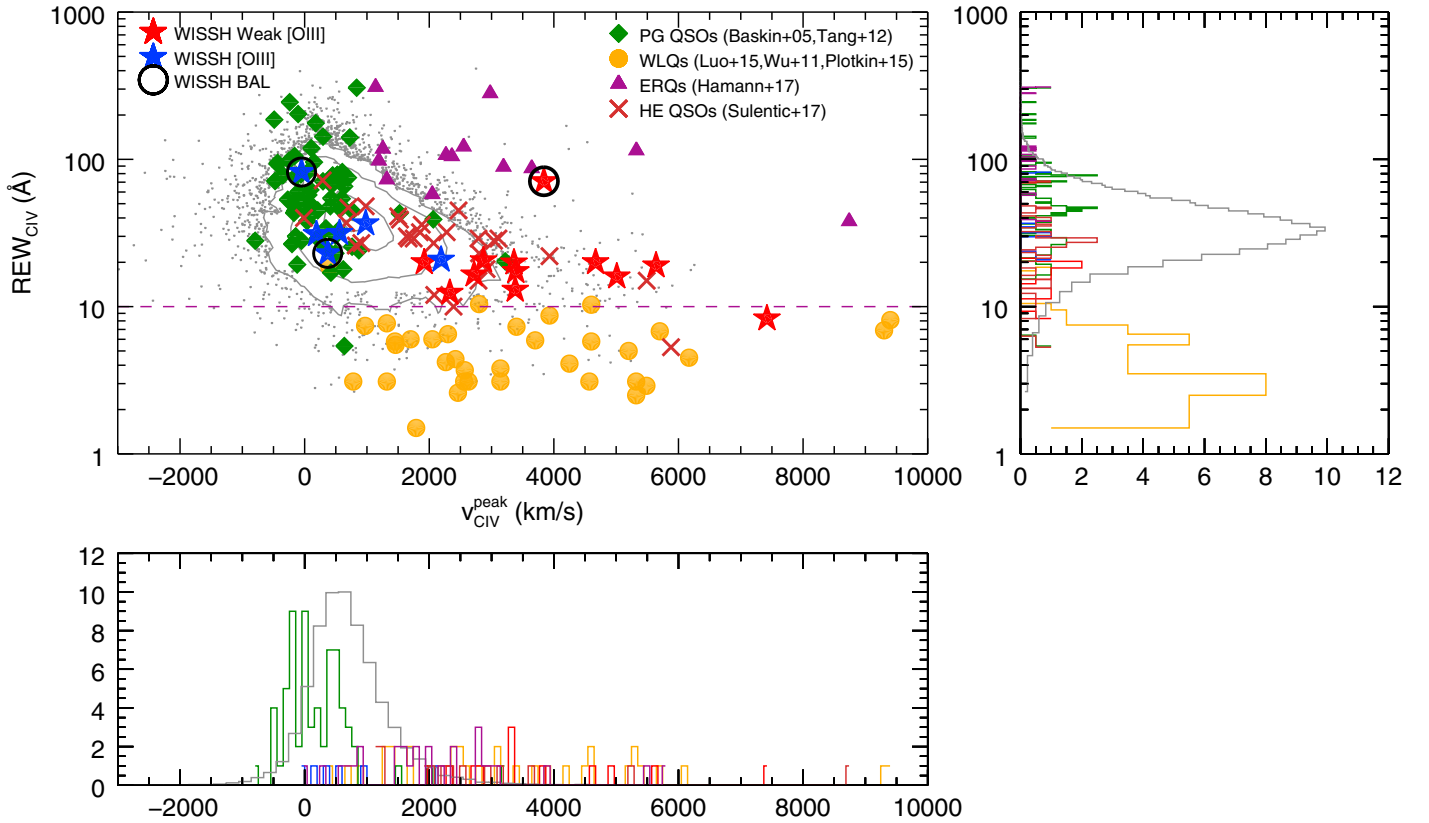 1000
100
10
1
REW_CIV (Å)
WISSH Weak [OIII]
WISSH [OIII]
WISSH BAL
PG QSOs (Baskin+05,Tang+12)
WLQs (Luo+15,Wu+11,Plotkin+15)
ERQs (Hamann+17)
HE QSOs (Sulentic+17)
−2000 0 2000 4000 6000 8000 10000
v_CIV^peak (km/s)
1000
100
10
1
0 2 4 6 8 10 12
12
10
8
6
4
2
0
−2000 0 2000 4000 6000 8000 10000